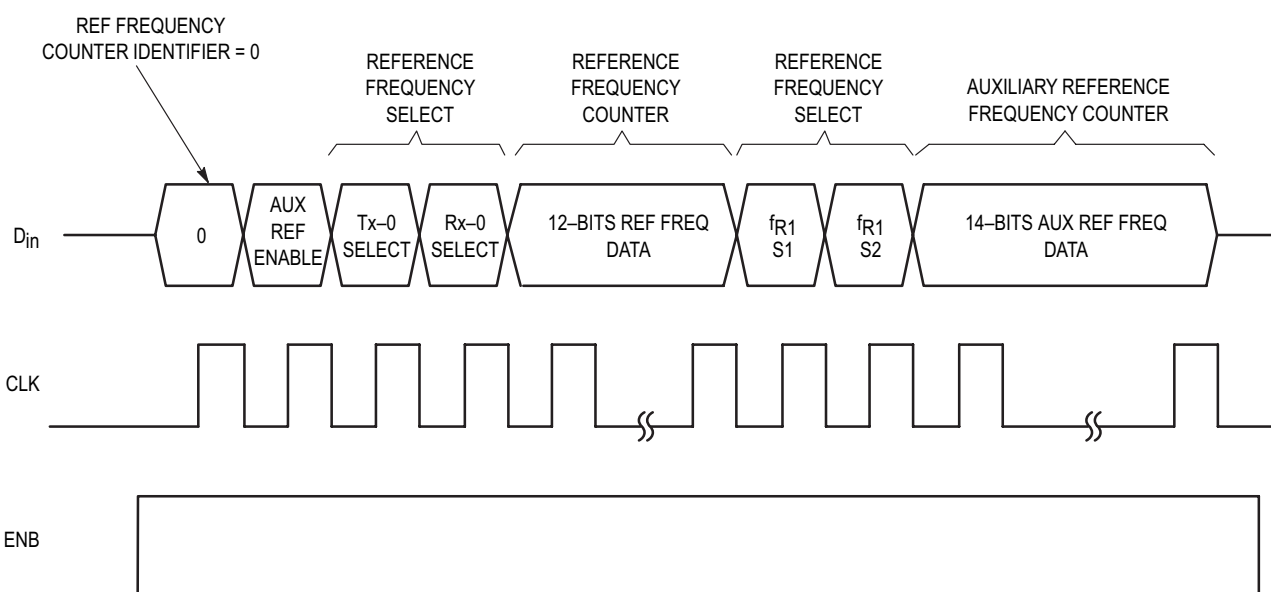 REF FREQUENCY
COUNTER IDENTIFIER = 0
REFERENCE
FREQUENCY
SELECT
REFERENCE
FREQUENCY
COUNTER
REFERENCE
FREQUENCY
SELECT
AUXILIARY REFERENCE
FREQUENCY COUNTER
Din
0
AUX
REF
ENABLE
Tx–0
SELECT
Rx–0
SELECT
12–BITS REF FREQ
DATA
fR1
S1
fR1
S2
14–BITS AUX REF FREQ
DATA
CLK
ENB